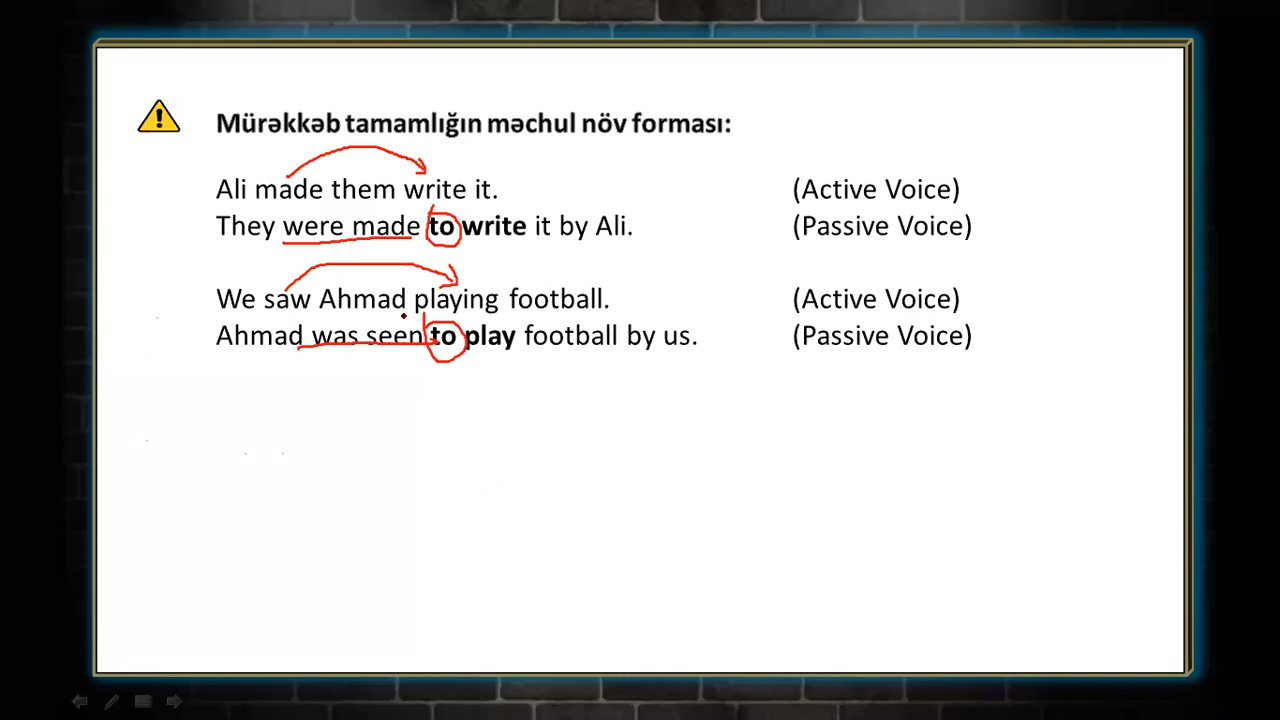 Mürəkkəb tamamlığın məchul növ forması:
Ali made them write it. (Active Voice)
They were made to write it by Ali. (Passive Voice)
We saw Ahmad playing football. (Active Voice)
Ahmad was seen to play football by us. (Passive Voice)